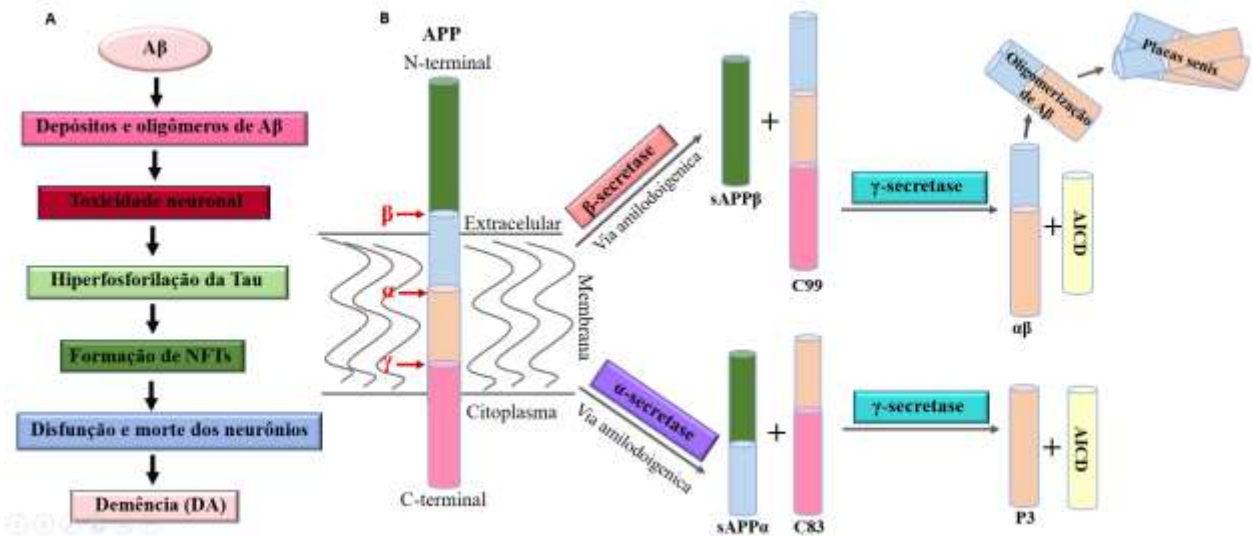 A
Aβ
Depósitos e oligômeros de Aβ
Toxicidade neuronal
Hiperfosforilação da Tau
Formação de NFTs
Disfunção e morte dos neurônios
Demência (DA)
B
APP
N-terminal
β
Extracelular
α
Membrana
γ
Citoplasma
C-terminal
β-secretase
Via amilodoigenica
sAPPβ
+
C99
γ-secretase
αβ
+
AICD
Oligomerização
de Aβ
Placas senis
α-secretase
Via amilodoigenica
sAPPα
+
C83
γ-secretase
P3
+
AICD